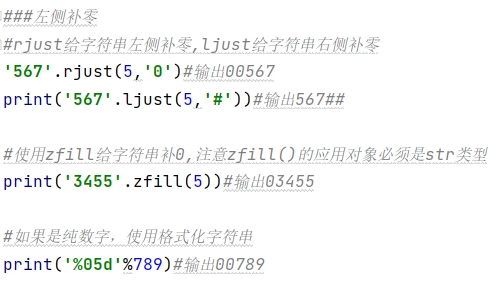 ###左侧补零
#rjust给字符串左侧补零,ljust给字符串右侧补零
'567'.rjust(5,'0')#输出00567
print('567'.ljust(5,'#'))#输出567##
#使用zfill给字符串补0,注意zfill()的应用对象必须是str类型
print('3455'.zfill(5))#输出03455
#如果是纯数字，使用格式化字符串
print('%05d'%789)#输出00789